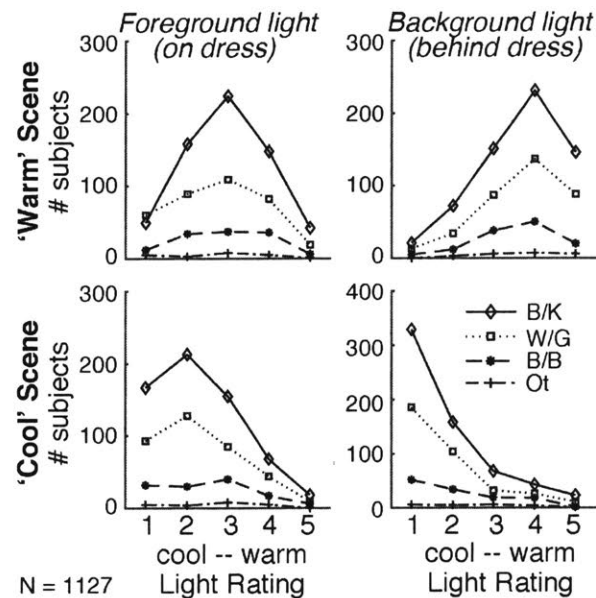 Foreground light
(on dress)
Background light
(behind dress)
'Warm' Scene
# subjects
300
200
100
0
300
200
100
0
'Cool' Scene
# subjects
300
200
100
0
1 2 3 4 5
cool -- warm
Light Rating
400
300
200
100
0
B/K
W/G
B/B
Ot
1 2 3 4 5
cool -- warm
Light Rating
N = 1127